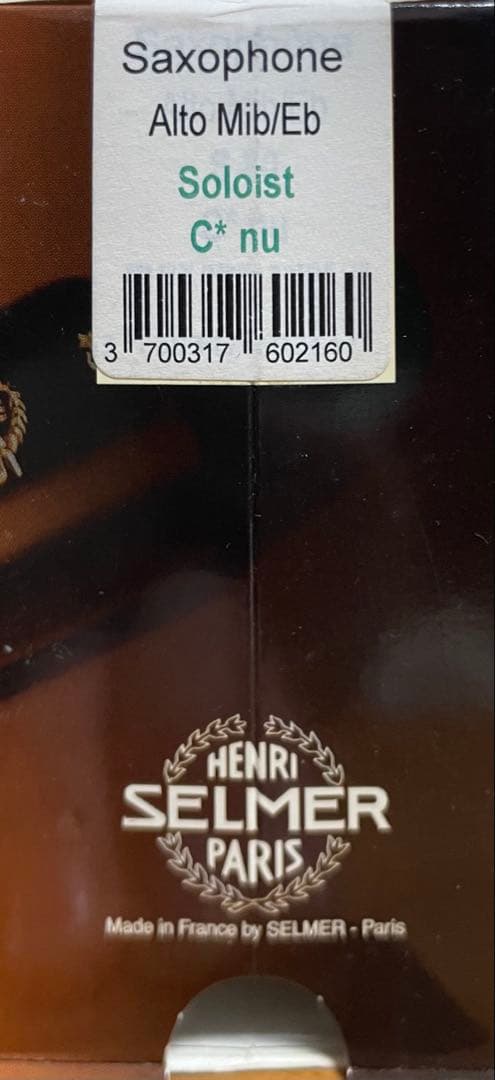 Saxophone
Alto Mib/Eb
Soloist
C* nu
3 700317 602160
HENRI
SELMER
PARIS
Made in France by SELMER - Paris